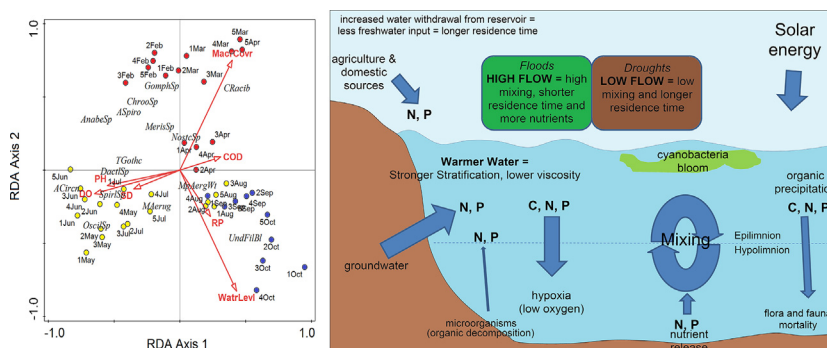 1.0
-1.0
RDA Axis 2
-1.0
1.0
RDA Axis 1
5Mar
4Mar
5Apr
MacrCovr
2Feb
1Mar
4Feb
1Feb
5Feb
2Mar
3Feb
3Mar
GomphSp
CRacib
ChrooSp
ASpiro
AnabeSp
MerisSp
NostcSp
3Apr
1Apr
4Apr
COD
2Apr
TGothc
DactlSp
5Jun
PH
ACircn
DO
SD
SpirlSp
3Jun
4Jul
4Jun
2Jun
4May
MAerug
1Jun
5Jul
OscilSp
3Jul
2Jul
2May
3May
1May
MpAergWi
3Aug
5Aug
2Sep
4Aug
1Sep
2Aug
1Aug
4Sep
RP
5Oct
UndFilBl
2Oct
3Oct
1Oct
WatrLevl
4Oct
increased water withdrawal from reservoir =
less freshwater input = longer residence time
Solar
energy
agriculture &
domestic
sources
N, P
Floods
HIGH FLOW = high
mixing, shorter
residence time and
more nutrients
Droughts
LOW FLOW = low
mixing and longer
residence time
cyanobacteria
bloom
Warmer Water =
Stronger Stratification, lower viscosity
organic
precipitation
N, P
C, N, P
C, N, P
N, P
Mixing
Epilimnion
Hypolimnion
groundwater
hypoxia
(low oxygen)
microorganisms
(organic decomposition)
N, P
nutrient
release
flora and fauna
mortality